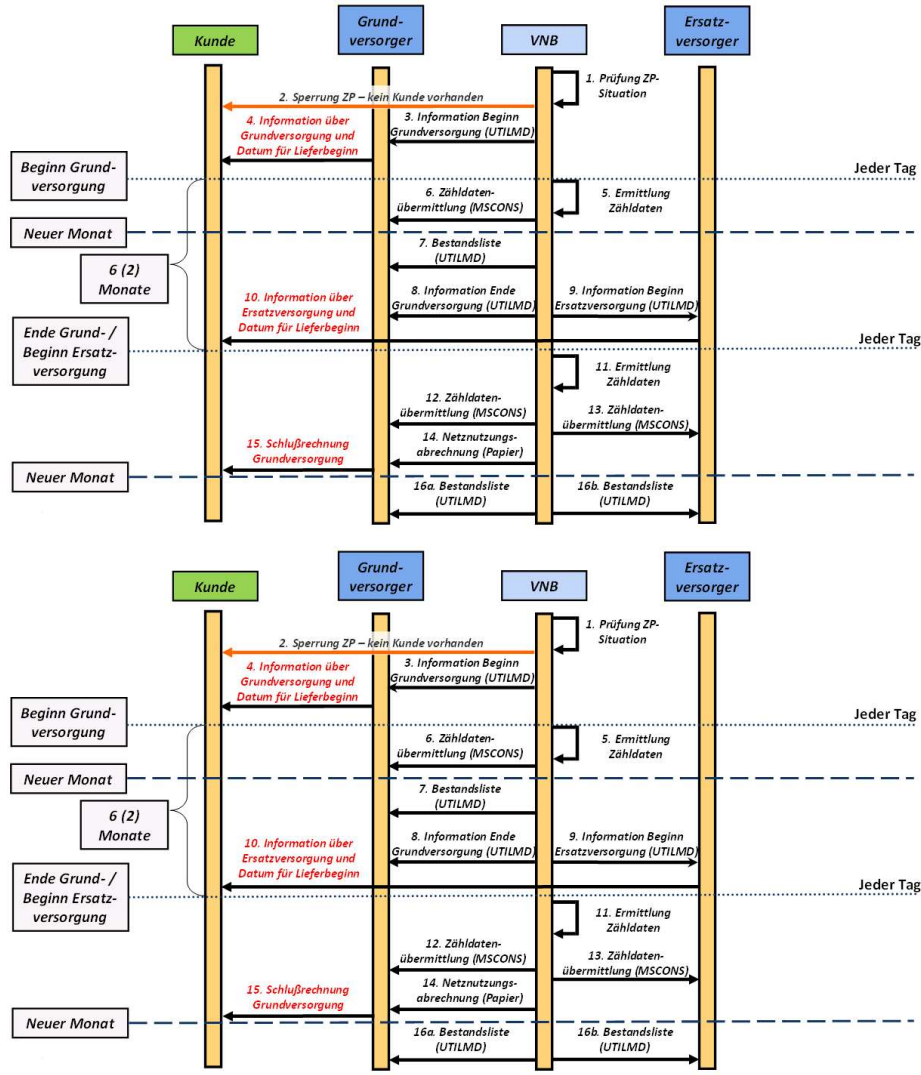 Kunde
Grund-
versorger
VNB
Ersatz-
versorger
1. Prüfung ZP-
Situation
2. Sperrung ZP – kein Kunde vorhanden
4. Information über
Grundversorgung und
Datum für Lieferbeginn
3. Information Beginn
Grundversorgung (UTILMD)
Beginn Grund-
versorgung
Jeder Tag
6. Zähldaten-
übermittlung (MSCONS)
5. Ermittlung
Zähldaten
Neuer Monat
7. Bestandsliste
(UTILMD)
6 (2)
Monate
10. Information über
Ersatzversorgung und
Datum für Lieferbeginn
8. Information Ende
Grundversorgung (UTILMD)
9. Information Beginn
Ersatzversorgung (UTILMD)
Ende Grund- /
Beginn Ersatz-
versorgung
Jeder Tag
11. Ermittlung
Zähldaten
12. Zähldaten-
übermittlung (MSCONS)
13. Zähldaten-
übermittlung (MSCONS)
15. Schlußrechnung
Grundversorgung
14. Netznutzungs-
abrechnung (Papier)
Neuer Monat
16a. Bestandsliste
(UTILMD)
16b. Bestandsliste
(UTILMD)
Kunde
Grund-
versorger
VNB
Ersatz-
versorger
1. Prüfung ZP-
Situation
2. Sperrung ZP – kein Kunde vorhanden
4. Information über
Grundversorgung und
Datum für Lieferbeginn
3. Information Beginn
Grundversorgung (UTILMD)
Beginn Grund-
versorgung
Jeder Tag
6. Zähldaten-
übermittlung (MSCONS)
5. Ermittlung
Zähldaten
Neuer Monat
7. Bestandsliste
(UTILMD)
6 (2)
Monate
10. Information über
Ersatzversorgung und
Datum für Lieferbeginn
8. Information Ende
Grundversorgung (UTILMD)
9. Information Beginn
Ersatzversorgung (UTILMD)
Ende Grund- /
Beginn Ersatz-
versorgung
Jeder Tag
11. Ermittlung
Zähldaten
12. Zähldaten-
übermittlung (MSCONS)
13. Zähldaten-
übermittlung (MSCONS)
15. Schlußrechnung
Grundversorgung
14. Netznutzungs-
abrechnung (Papier)
Neuer Monat
16a. Bestandsliste
(UTILMD)
16b. Bestandsliste
(UTILMD)